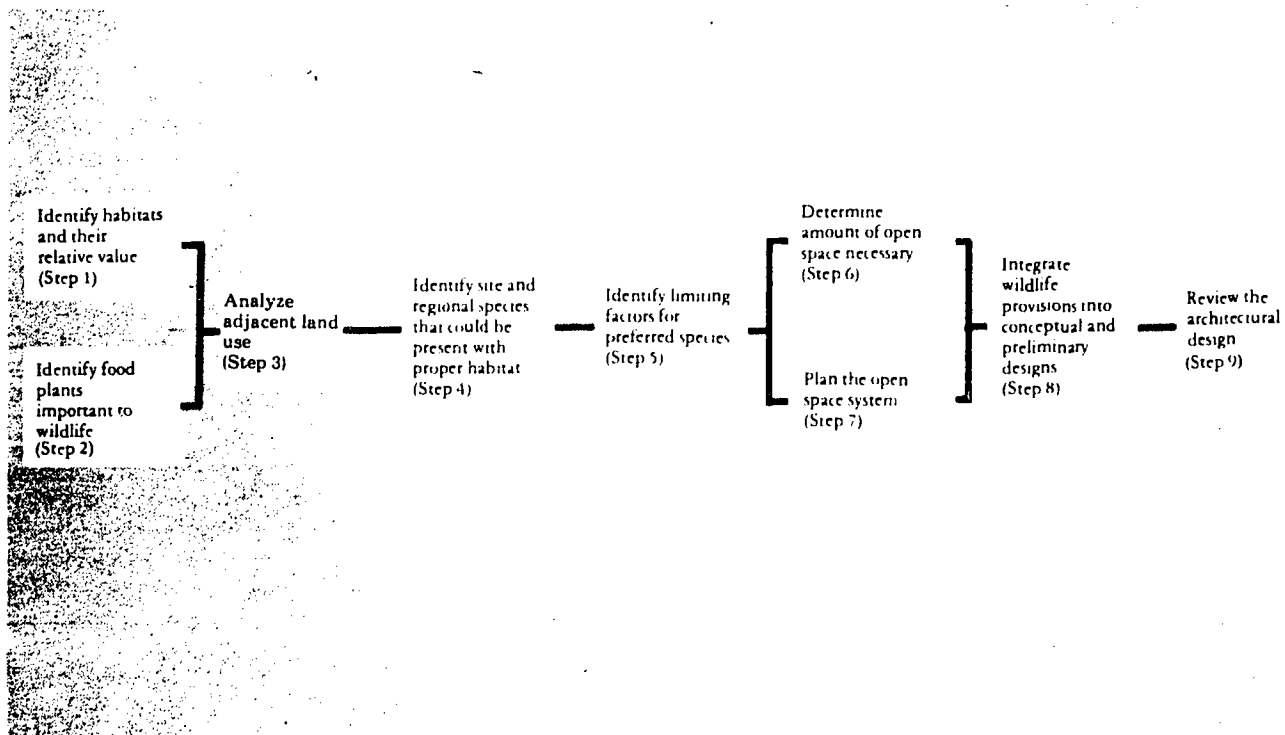 Identify habitats
and their
relative value
(Step 1)
Identify food
plants
important to
wildlife
(Step 2)
Analyze
adjacent land
use
(Step 3)
Identify site and
regional species
that could be
present with
proper habitat
(Step 4)
Identify limiting
factors for
preferred species
(Step 5)
Determine
amount of open
space necessary
(Step 6)
Plan the open
space system
(Step 7)
Integrate
wildlife
provisions into
conceptual and
preliminary
designs
(Step 8)
Review the
architectural
design
(Step 9)